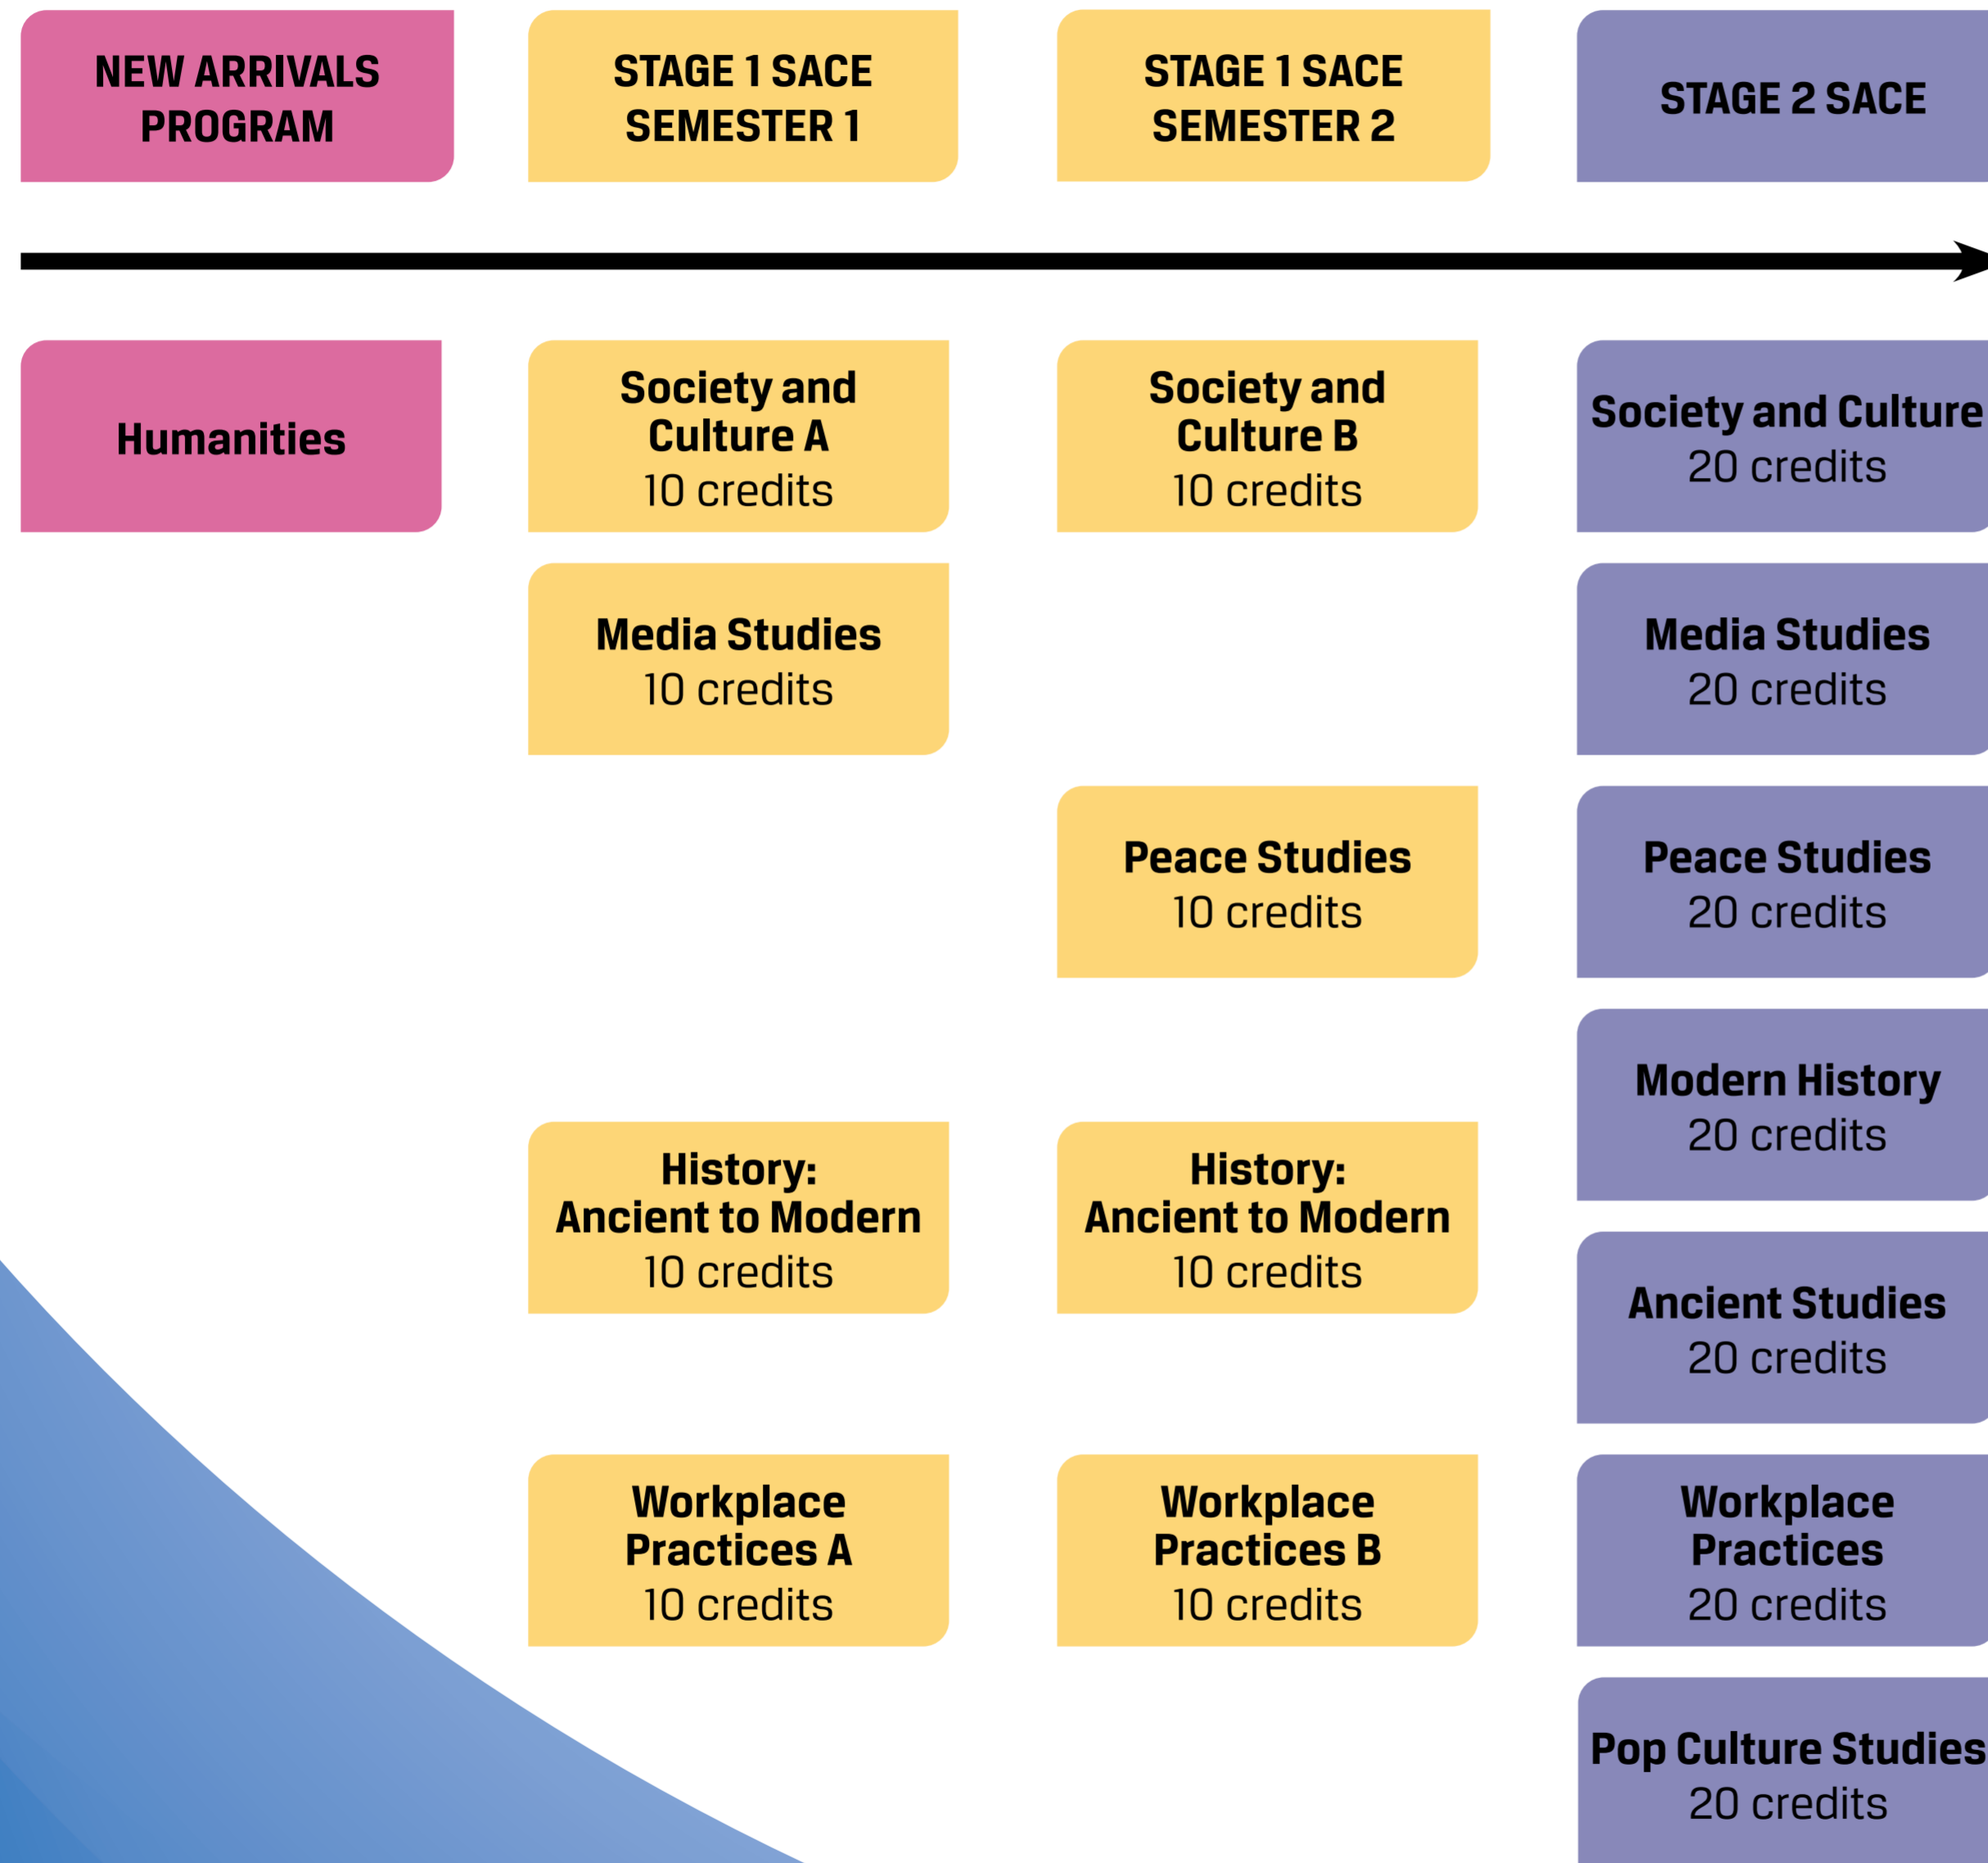 NEW ARRIVALS
PROGRAM
STAGE 1 SACE
SEMESTER 1
STAGE 1 SACE
SEMESTER 2
STAGE 2 SACE
Humanities
Society and
Culture A
10 credits
Society and
Culture B
10 credits
Society and Culture
20 credits
Media Studies
10 credits
Media Studies
20 credits
Peace Studies
10 credits
Peace Studies
20 credits
Modern History
20 credits
History:
Ancient to Modern
10 credits
History:
Ancient to Modern
10 credits
Ancient Studies
20 credits
Workplace
Practices A
10 credits
Workplace
Practices B
10 credits
Workplace
Practices
20 credits
Pop Culture Studies
20 credits